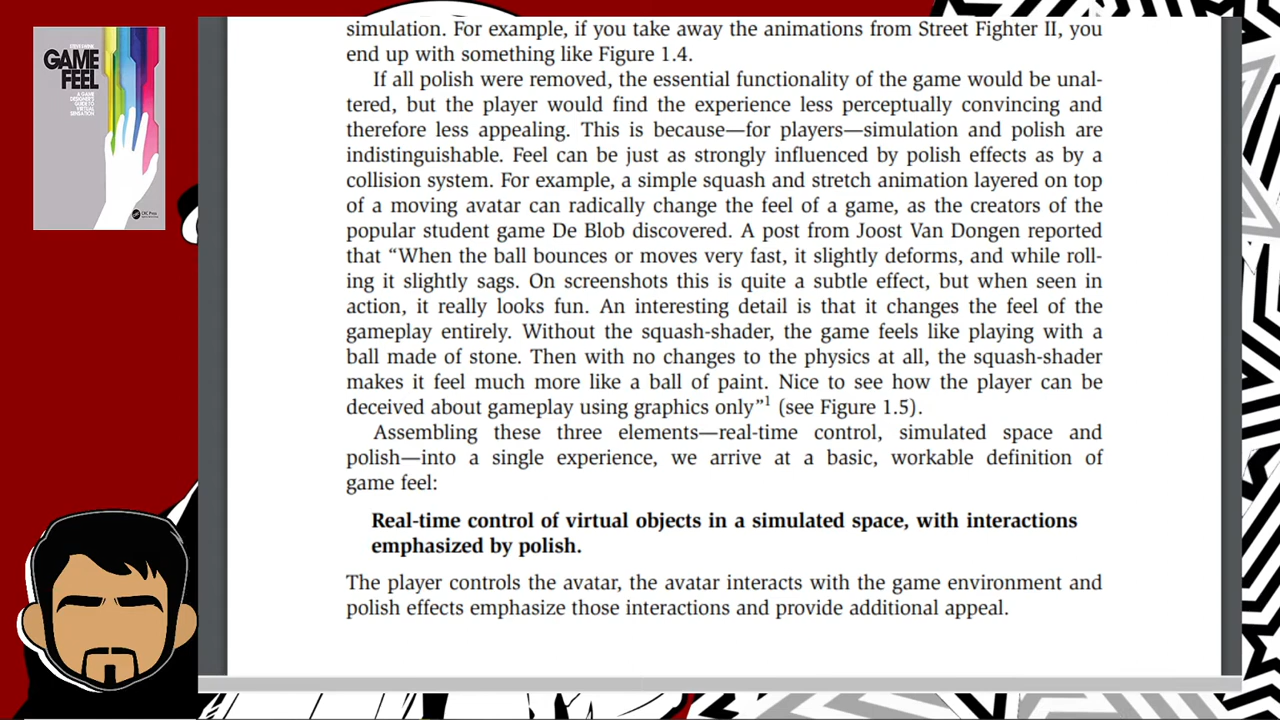 STEVE SWINK
GAME
FEEL
A GAME
DESIGNER'S
GUIDE TO
VIRTUAL
SENSATION
CRC Press
simulation. For example, if you take away the animations from Street Fighter II, you
end up with something like Figure 1.4.
If all polish were removed, the essential functionality of the game would be unal-
tered, but the player would find the experience less perceptually convincing and
therefore less appealing. This is because—for players—simulation and polish are
indistinguishable. Feel can be just as strongly influenced by polish effects as by a
collision system. For example, a simple squash and stretch animation layered on top
of a moving avatar can radically change the feel of a game, as the creators of the
popular student game De Blob discovered. A post from Joost Van Dongen reported
that “When the ball bounces or moves very fast, it slightly deforms, and while roll-
ing it slightly sags. On screenshots this is quite a subtle effect, but when seen in
action, it really looks fun. An interesting detail is that it changes the feel of the
gameplay entirely. Without the squash-shader, the game feels like playing with a
ball made of stone. Then with no changes to the physics at all, the squash-shader
makes it feel much more like a ball of paint. Nice to see how the player can be
deceived about gameplay using graphics only”¹ (see Figure 1.5).
Assembling these three elements—real-time control, simulated space and
polish—into a single experience, we arrive at a basic, workable definition of
game feel:
Real-time control of virtual objects in a simulated space, with interactions
emphasized by polish.
The player controls the avatar, the avatar interacts with the game environment and
polish effects emphasize those interactions and provide additional appeal.